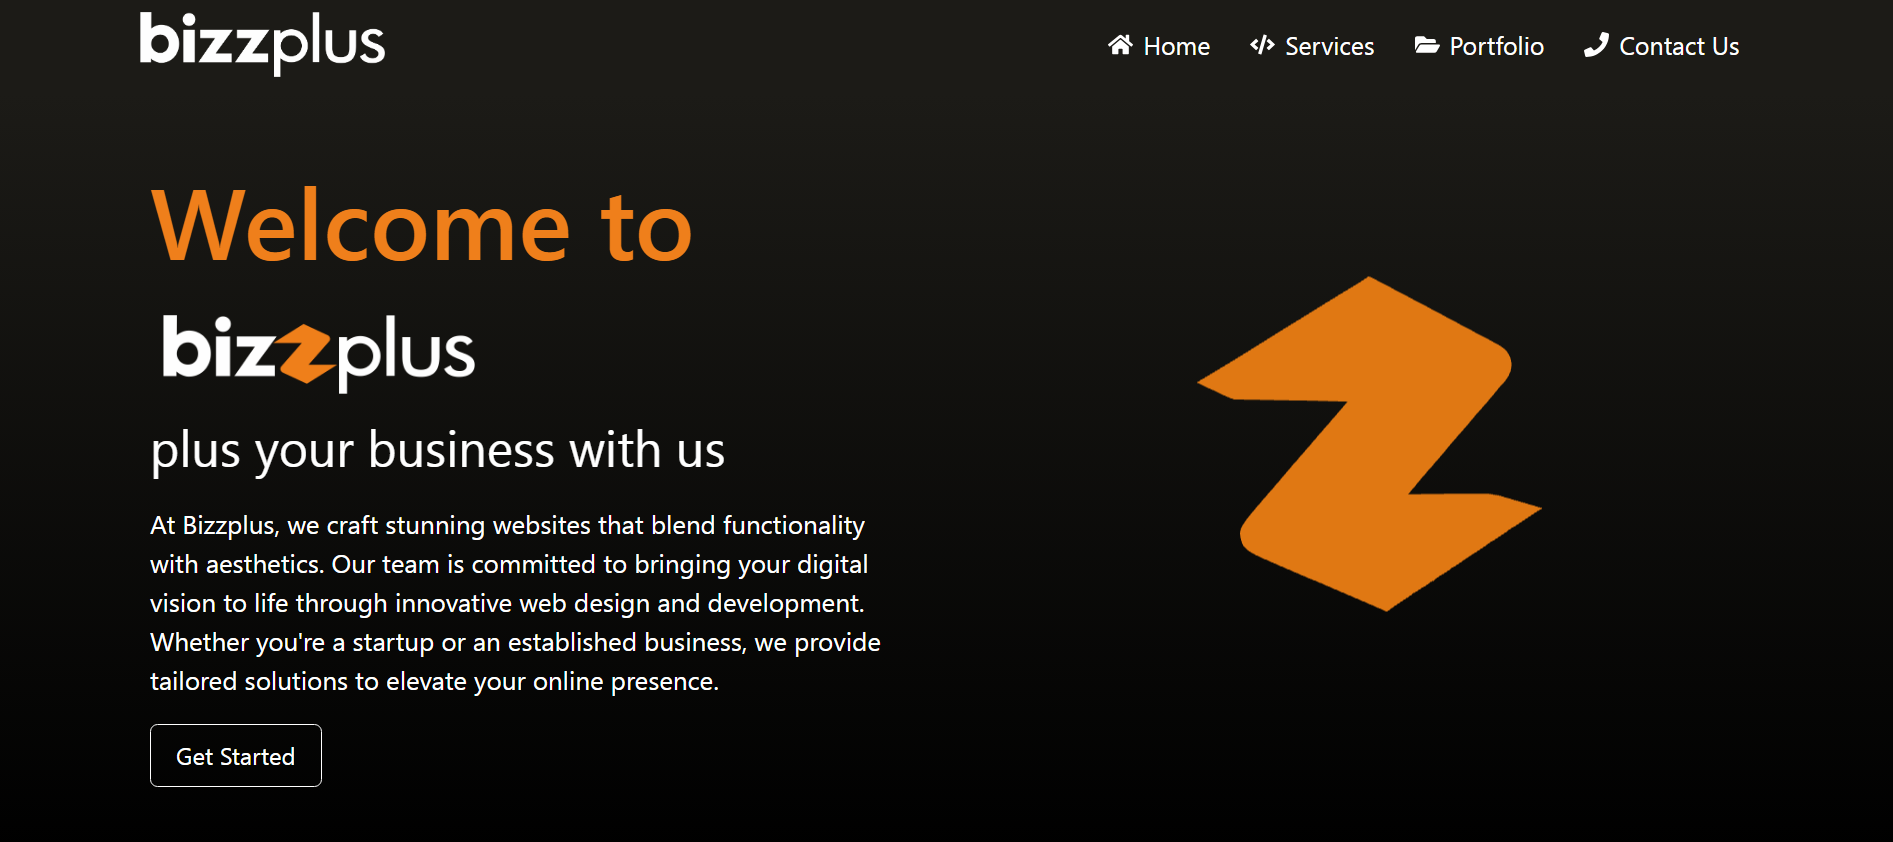 bizzplus
Home Services Portfolio Contact Us
Welcome to
bizzplus
plus your business with us
At Bizzplus, we craft stunning websites that blend functionality
with aesthetics. Our team is committed to bringing your digital
vision to life through innovative web design and development.
Whether you're a startup or an established business, we provide
tailored solutions to elevate your online presence.
Get Started